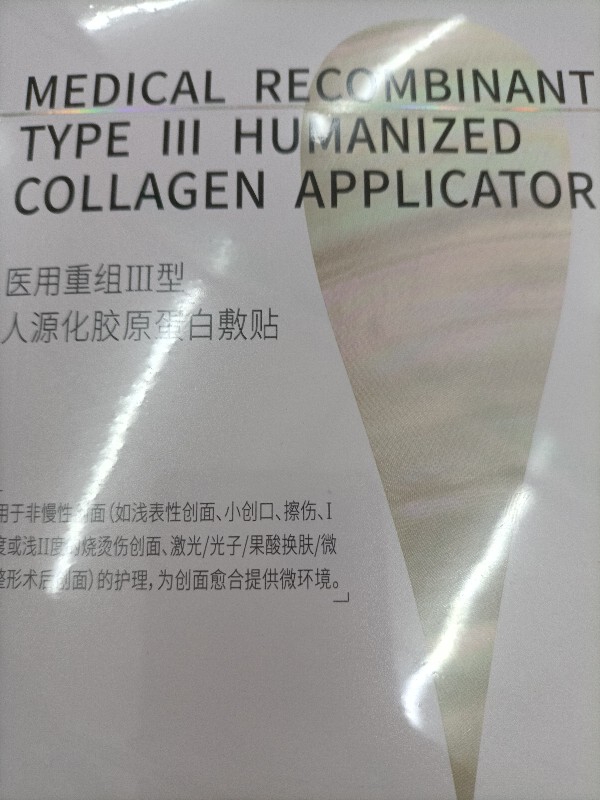 MEDICAL RECOMBINANT
TYPE III HUMANIZED
COLLAGEN APPLICATOR
医用重组III型
人源化胶原蛋白敷贴
用于非慢性创面(如浅表性创面、小创口、擦伤、I
度或浅II度的烧烫伤创面、激光/光子/果酸换肤/微
整形术后创面)的护理,为创面愈合提供微环境。